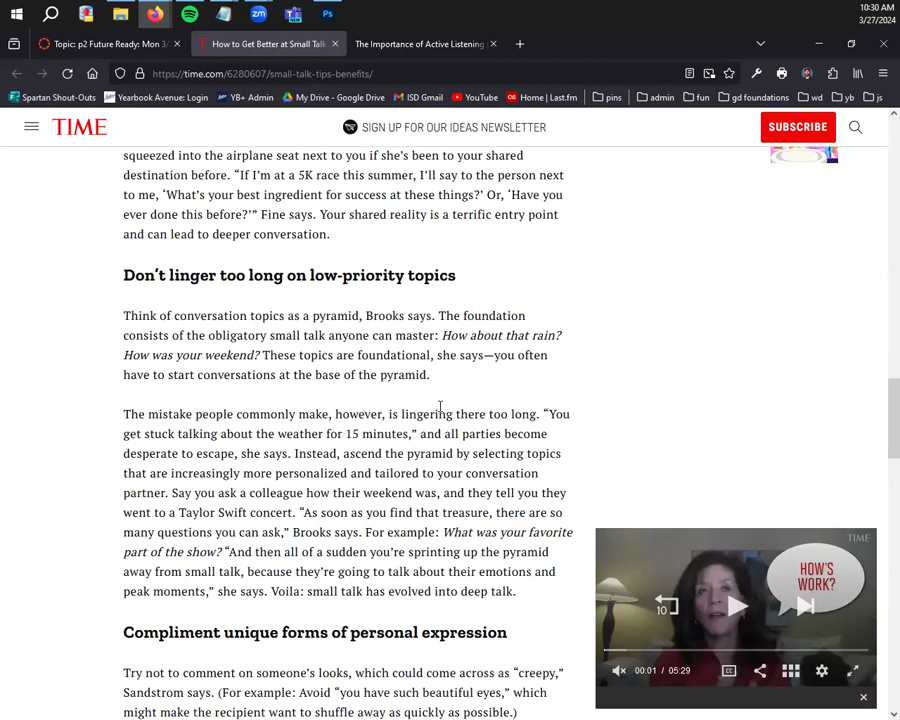 10:30 AM
3/27/2024
Topic: p2 Future Ready: Mon 3/
How to Get Better at Small Talk
The Importance of Active Listening
https://time.com/6280607/small-talk-tips-benefits/
Spartan Shout-Outs
Yearbook Avenue: Login
YB+ Admin
My Drive - Google Drive
ISD Gmail
YouTube
Home | Last.fm
pins
admin
fun
gd foundations
wd
yb
js
TIME
SIGN UP FOR OUR IDEAS NEWSLETTER
SUBSCRIBE
squeezed into the airplane seat next to you if she’s been to your shared
destination before. “If I’m at a 5K race this summer, I’ll say to the person next
to me, ‘What’s your best ingredient for success at these things?’ Or, ‘Have you
ever done this before?’” Fine says. Your shared reality is a terrific entry point
and can lead to deeper conversation.
Don’t linger too long on low-priority topics
Think of conversation topics as a pyramid, Brooks says. The foundation
consists of the obligatory small talk anyone can master: How about that rain?
How was your weekend? These topics are foundational, she says—you often
have to start conversations at the base of the pyramid.
The mistake people commonly make, however, is lingering there too long. “You
get stuck talking about the weather for 15 minutes,” and all parties become
desperate to escape, she says. Instead, ascend the pyramid by selecting topics
that are increasingly more personalized and tailored to your conversation
partner. Say you ask a colleague how their weekend was, and they tell you they
went to a Taylor Swift concert. “As soon as you find that treasure, there are so
many questions you can ask,” Brooks says. For example: What was your favorite
part of the show? “And then all of a sudden you’re sprinting up the pyramid
away from small talk, because they’re going to talk about their emotions and
peak moments,” she says. Voila: small talk has evolved into deep talk.
Compliment unique forms of personal expression
Try not to comment on someone’s looks, which could come across as “creepy,”
Sandstrom says. (For example: Avoid “you have such beautiful eyes,” which
might make the recipient want to shuffle away as quickly as possible.)
TIME
HOW'S
WORK?
10
00:01 / 05:29
CC